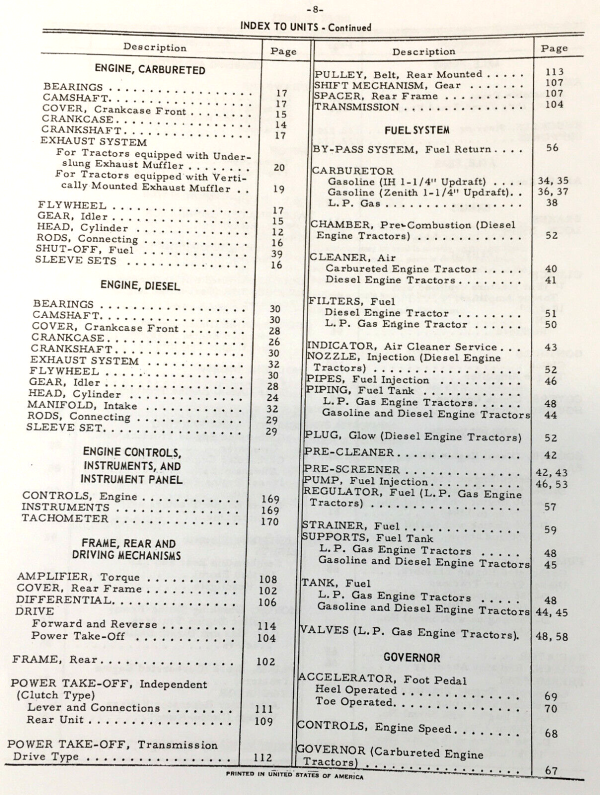 -8-
INDEX TO UNITS - Continued
Description Page
ENGINE, CARBURETED
BEARINGS . . . . . . . . . . . . . . . . . . 17
CAMSHAFT. . . . . . . . . . . . . . . . . . 17
COVER, Crankcase Front . . . . . . . . 15
CRANKCASE. . . . . . . . . . . . . . . . . 14
CRANKSHAFT. . . . . . . . . . . . . . . . 17
EXHAUST SYSTEM
For Tractors equipped with Under-
slung Exhaust Muffler . . . . . . . . . 20
For Tractors equipped with Verti-
cally Mounted Exhaust Muffler . . 19
FLYWHEEL . . . . . . . . . . . . . . . . . 17
GEAR, Idler. . . . . . . . . . . . . . . . . 15
HEAD, Cylinder . . . . . . . . . . . . . . 12
RODS, Connecting . . . . . . . . . . . . . 16
SHUT-OFF, Fuel . . . . . . . . . . . . . . 39
SLEEVE SETS . . . . . . . . . . . . . . . 16
ENGINE, DIESEL
BEARINGS . . . . . . . . . . . . . . . . . . 30
CAMSHAFT. . . . . . . . . . . . . . . . . . 30
COVER, Crankcase Front . . . . . . . . 28
CRANKCASE. . . . . . . . . . . . . . . . . 26
CRANKSHAFT. . . . . . . . . . . . . . . . 30
EXHAUST SYSTEM . . . . . . . . . . . . . 32
FLYWHEEL . . . . . . . . . . . . . . . . . 30
GEAR, Idler. . . . . . . . . . . . . . . . . 28
HEAD, Cylinder . . . . . . . . . . . . . . 24
MANIFOLD, Intake . . . . . . . . . . . . 32
RODS, Connecting . . . . . . . . . . . . . 29
SLEEVE SET. . . . . . . . . . . . . . . . . 29
ENGINE CONTROLS,
INSTRUMENTS, AND
INSTRUMENT PANEL
CONTROLS, Engine . . . . . . . . . . . . 169
INSTRUMENTS . . . . . . . . . . . . . . . 169
TACHOMETER . . . . . . . . . . . . . . . 170
FRAME, REAR AND
DRIVING MECHANISMS
AMPLIFIER, Torque . . . . . . . . . . . 108
COVER, Rear Frame . . . . . . . . . . . 102
DIFFERENTIAL. . . . . . . . . . . . . . . 106
DRIVE
Forward and Reverse . . . . . . . . . . 114
Power Take-Off . . . . . . . . . . . . . 104
FRAME, Rear. . . . . . . . . . . . . . . . 102
POWER TAKE-OFF, Independent
(Clutch Type)
Lever and Connections . . . . . . . . . 111
Rear Unit . . . . . . . . . . . . . . . . . 109
POWER TAKE-OFF, Transmission
Drive Type . . . . . . . . . . . . . . . . . 112
Description Page
PULLEY, Belt, Rear Mounted . . . . . 113
SHIFT MECHANISM, Gear . . . . . . . 107
SPACER, Rear Frame . . . . . . . . . . 107
TRANSMISSION . . . . . . . . . . . . . . 104
FUEL SYSTEM
BY-PASS SYSTEM, Fuel Return. . . . 56
CARBURETOR
Gasoline (IH 1-1/4" Updraft) . . . . 34, 35
Gasoline (Zenith 1-1/4" Updraft). . 36, 37
L. P. Gas . . . . . . . . . . . . . . . . . 38
CHAMBER, Pre-Combustion (Diesel
Engine Tractors) . . . . . . . . . . . . . 52
CLEANER, Air
Carbureted Engine Tractor . . . . . 40
Diesel Engine Tractors. . . . . . . . . 41
FILTERS, Fuel
Diesel Engine Tractor . . . . . . . . . 51
L. P. Gas Engine Tractor . . . . . . 50
INDICATOR, Air Cleaner Service. . . 43
NOZZLE, Injection (Diesel Engine
Tractors) . . . . . . . . . . . . . . . . . . 52
PIPES, Fuel Injection . . . . . . . . . . 46
PIPING, Fuel Tank . . . . . . . . . . . .
L. P. Gas Engine Tractors. . . . . . . 48
Gasoline and Diesel Engine Tractors 44
PLUG, Glow (Diesel Engine Tractors) 52
PRE-CLEANER. . . . . . . . . . . . . . . 42
PRE-SCREENER . . . . . . . . . . . . . . 42, 43
PUMP, Fuel Injection. . . . . . . . . . . 46, 53
REGULATOR, Fuel (L. P. Gas Engine
Tractors) . . . . . . . . . . . . . . . . . . 57
STRAINER, Fuel . . . . . . . . . . . . . . 59
SUPPORTS, Fuel Tank
L. P. Gas Engine Tractors . . . . . . 48
Gasoline and Diesel Engine Tractors 45
TANK, Fuel
L. P. Gas Engine Tractors . . . . . . 48
Gasoline and Diesel Engine Tractors 44, 45
VALVES (L. P. Gas Engine Tractors). 48, 58
GOVERNOR
ACCELERATOR, Foot Pedal
Heel Operated . . . . . . . . . . . . . . 69
Toe Operated. . . . . . . . . . . . . . . 70
CONTROLS, Engine Speed. . . . . . . . 68
GOVERNOR (Carbureted Engine
Tractors) . . . . . . . . . . . . . . . . . . 67
PRINTED IN UNITED STATES OF AMERICA